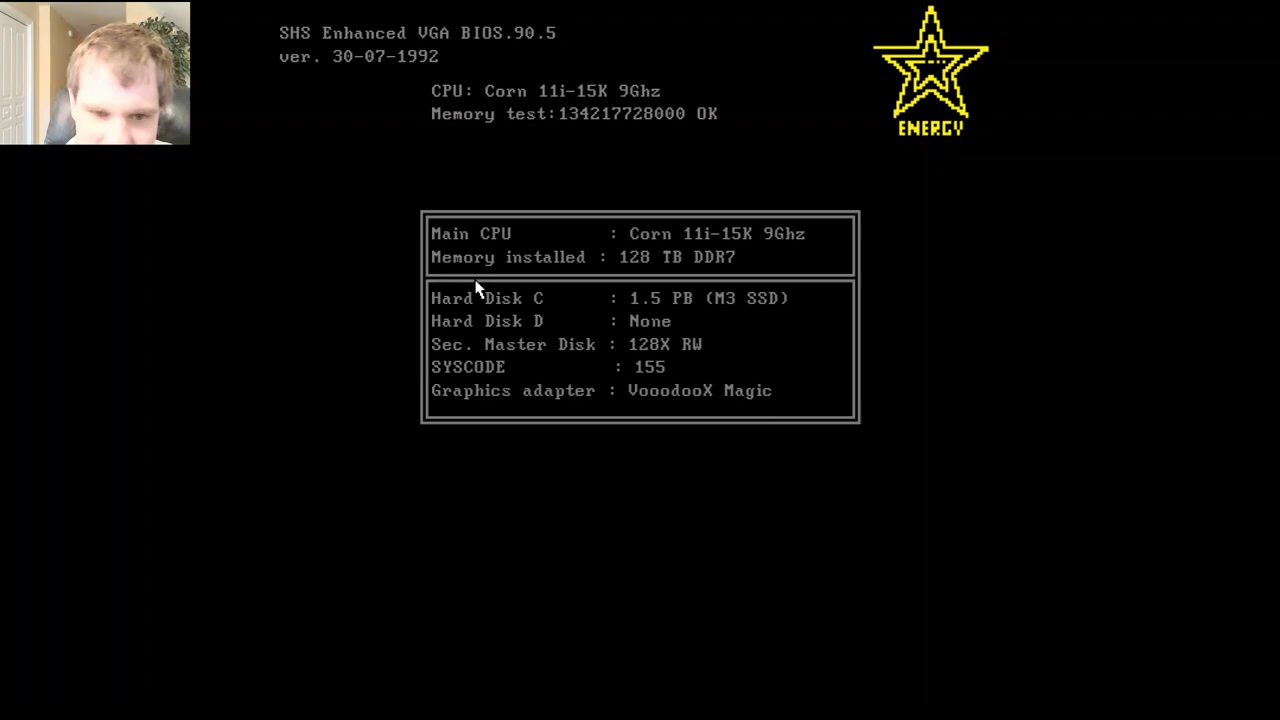 SHS Enhanced VGA BIOS.90.5
ver. 30-07-1992
CPU: Corn 11i-15K 9Ghz
Memory test:134217728000 OK
ENERGY
Main CPU : Corn 11i-15K 9Ghz
Memory installed : 128 TB DDR7
Hard Disk C : 1.5 PB (M3 SSD)
Hard Disk D : None
Sec. Master Disk : 128X RW
SYSCODE : 155
Graphics adapter : VooodooX Magic